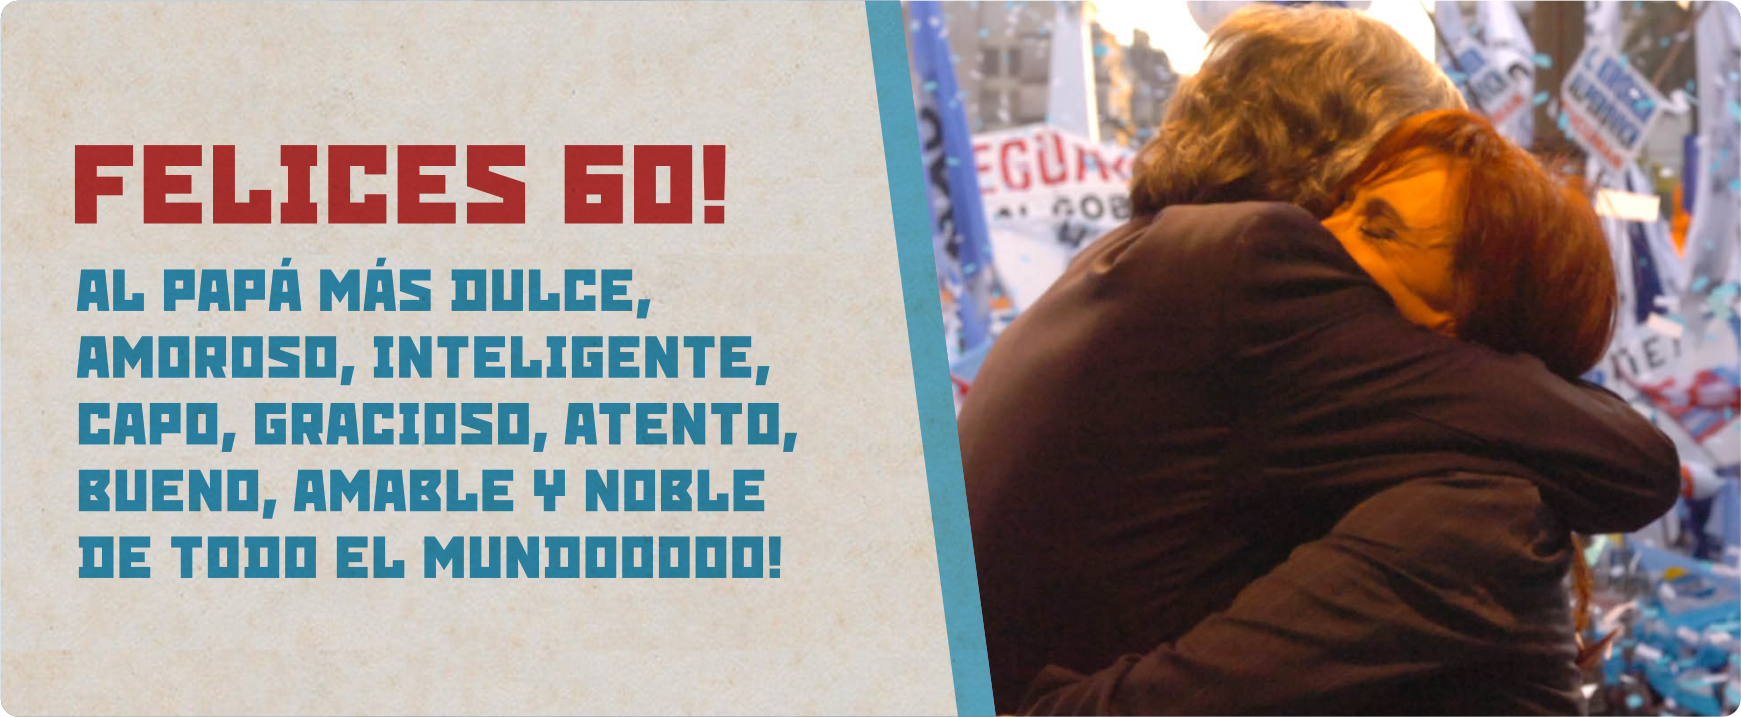 FELICES 60!
AL PAPÁ MÁS DULCE,
AMOROSO, INTELIGENTE,
CAPO, GRACIOSO, ATENTO,
BUENO, AMABLE Y NOBLE
DE TODO EL MUNDOOOOO!